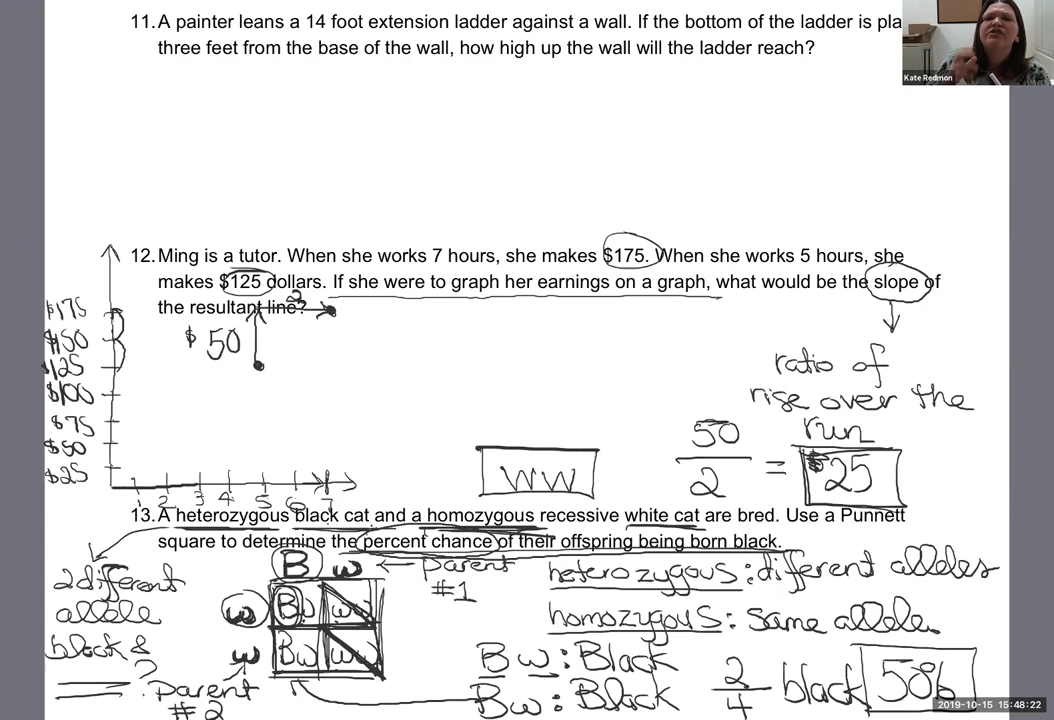 11. A painter leans a 14 foot extension ladder against a wall. If the bottom of the ladder is pla
three feet from the base of the wall, how high up the wall will the ladder reach?
Kate Redmon
12. Ming is a tutor. When she works 7 hours, she makes $175. When she works 5 hours, she
makes $125 dollars. If she were to graph her earnings on a graph, what would be the slope of
the resultant line?
2
$175
$150
$125
$100
$75
$50
$25
1 2 3 4 5 6 7
$ 50
ratio of
rise over the
run
50
2
= $25
WW
13. A heterozygous black cat and a homozygous recessive white cat are bred. Use a Punnett
square to determine the percent chance of their offspring being born black.
2 different
allele
black &
?
B w ← Parent
#1
w Bw ww
w Bw ww
Parent
#2
heterozygous: different alleles
homozygous: same allele
Bw: Black
Bw: Black
2
4
black 50%
2019-10-15 15:48:22